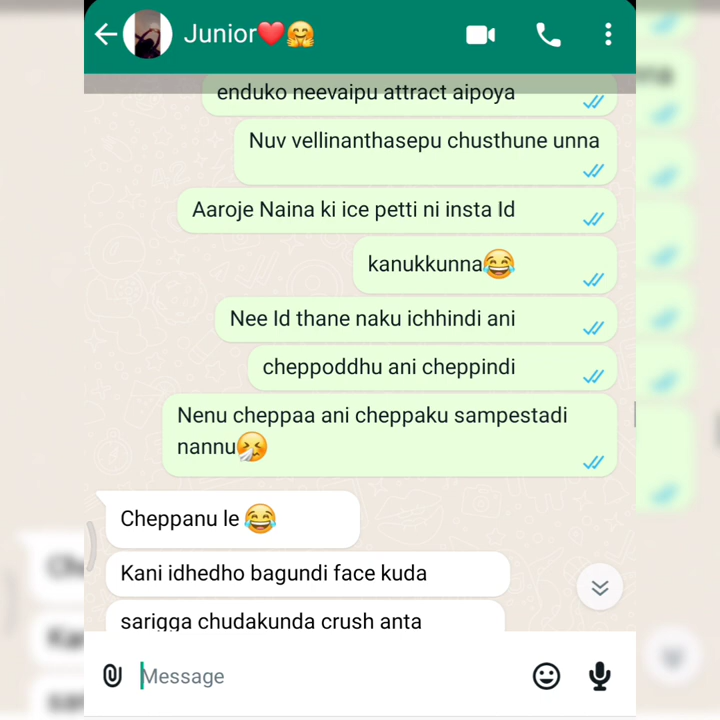 Junior❤️🤗
enduko neevaipu attract aipoya
Nuv vellinanthasepu chusthune unna
Aaroje Naina ki ice petti ni insta Id
kanukkunna😂
Nee Id thane naku ichhindi ani
cheppoddhu ani cheppindi
Nenu cheppaa ani cheppaku sampestadi
nannu🤧
Cheppanu le 😂
Kani idhedho bagundi face kuda
sarigga chudakunda crush anta
Message